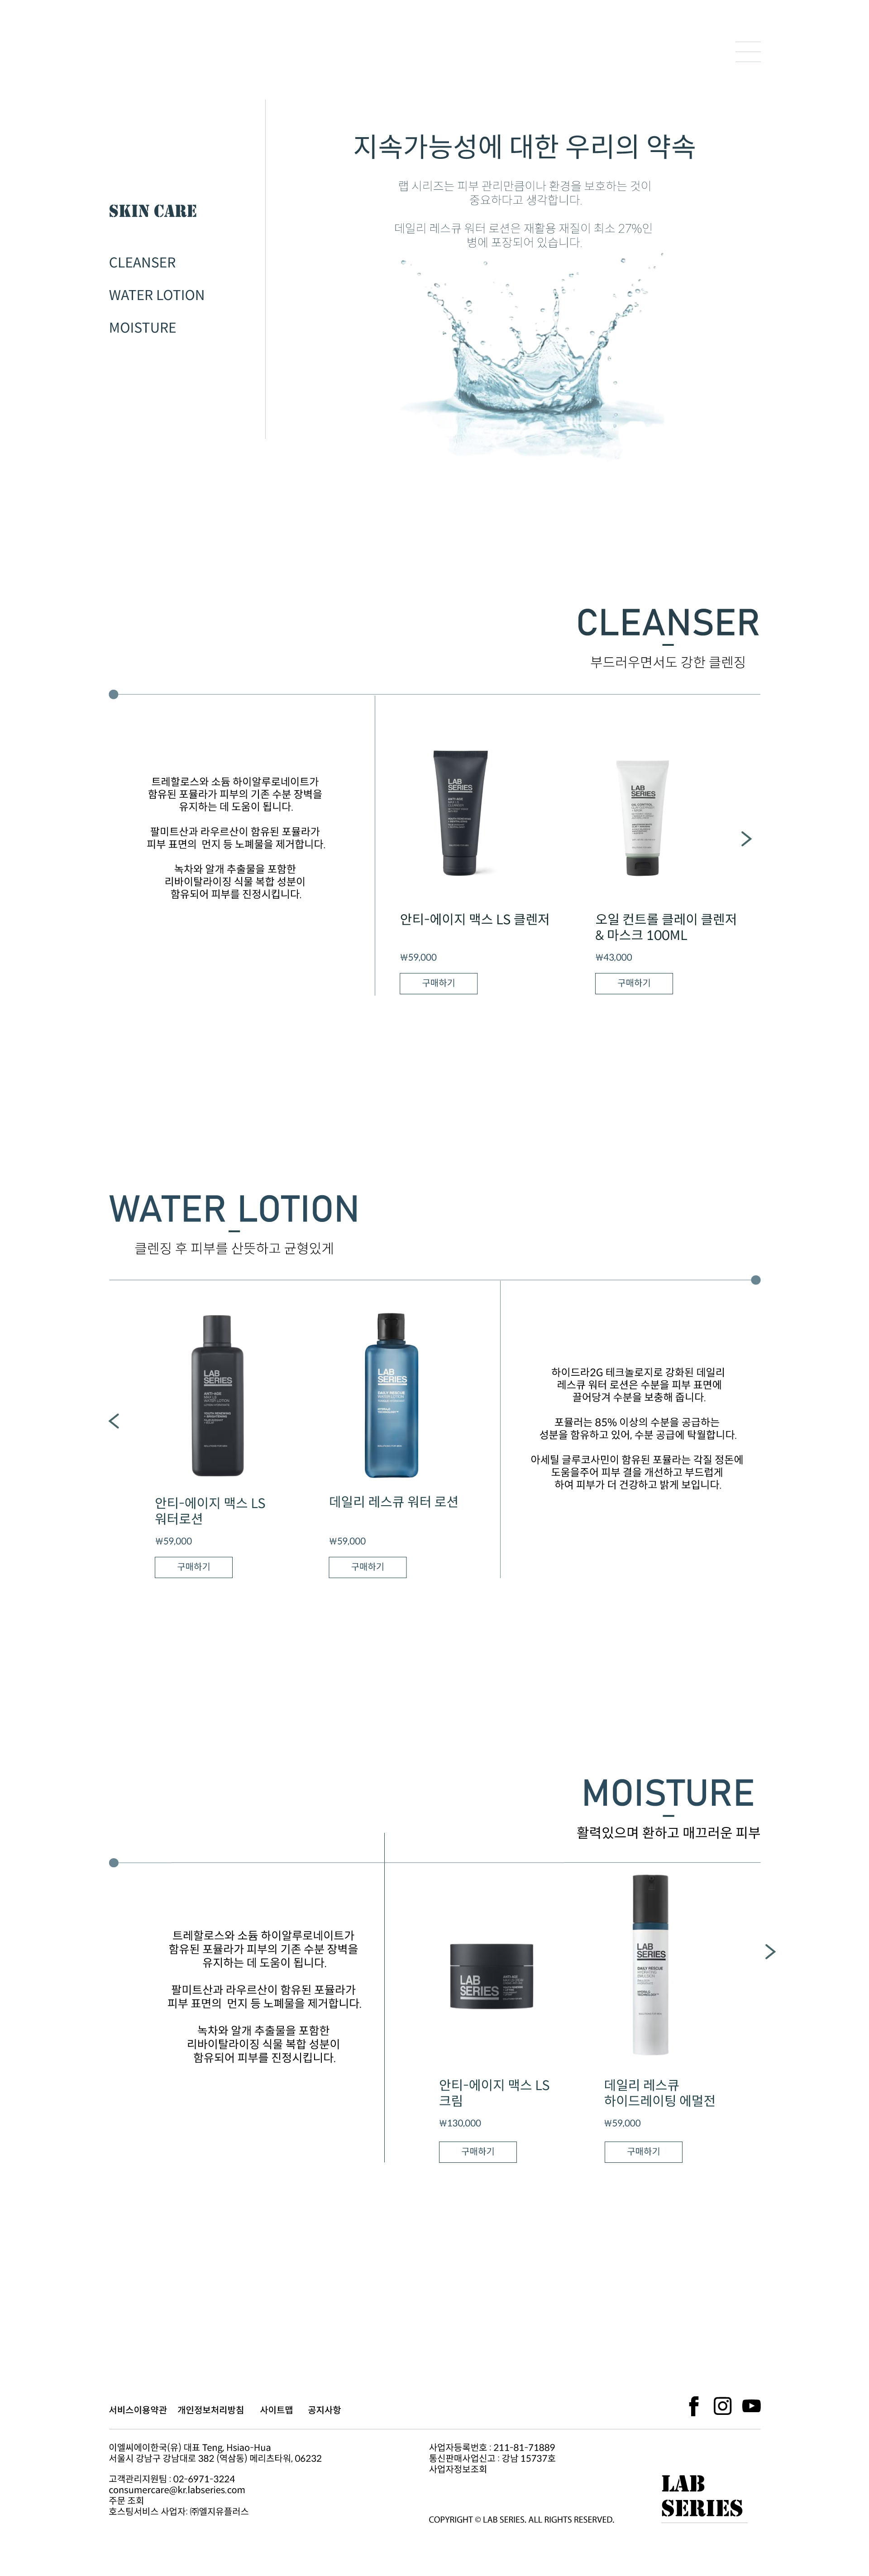 지속가능성에 대한 우리의 약속
랩 시리즈는 피부 관리만큼이나 환경을 보호하는 것이
중요하다고 생각합니다.
데일리 레스큐 워터 로션은 재활용 재질이 최소 27%인
병에 포장되어 있습니다.
SKIN CARE
CLEANSER
WATER LOTION
MOISTURE
CLEANSER
부드러우면서도 강한 클렌징
트레할로스와 소듐 하이알루로네이트가
함유된 포뮬라가 피부의 기존 수분 장벽을
유지하는 데 도움이 됩니다.
팔미트산과 라우르산이 함유된 포뮬라가
피부 표면의 먼지 등 노폐물을 제거합니다.
녹차와 알개 추출물을 포함한
리바이탈라이징 식물 복합 성분이
함유되어 피부를 진정시킵니다.
LAB
SERIES
LAB
SERIES
안티-에이지 맥스 LS 클렌저
₩59,000
구매하기
오일 컨트롤 클레이 클렌저
& 마스크 100ML
₩43,000
구매하기
WATER LOTION
클렌징 후 피부를 산뜻하고 균형있게
LAB
SERIES
ANTI-AGE
MAX LS
WATER LOTION
LAB
SERIES
DAILY RESCUE
WATER LOTION
안티-에이지 맥스 LS
워터로션
₩59,000
구매하기
데일리 레스큐 워터 로션
₩59,000
구매하기
하이드라2G 테크놀로지로 강화된 데일리
레스큐 워터 로션은 수분을 피부 표면에
끌어당겨 수분을 보충해 줍니다.
포뮬러는 85% 이상의 수분을 공급하는
성분을 함유하고 있어, 수분 공급에 탁월합니다.
아세틸 글루코사민이 함유된 포뮬라는 각질 정돈에
도움을주어 피부 결을 개선하고 부드럽게
하여 피부가 더 건강하고 밝게 보입니다.
MOISTURE
활력있으며 환하고 매끄러운 피부
트레할로스와 소듐 하이알루로네이트가
함유된 포뮬라가 피부의 기존 수분 장벽을
유지하는 데 도움이 됩니다.
팔미트산과 라우르산이 함유된 포뮬라가
피부 표면의 먼지 등 노폐물을 제거합니다.
녹차와 알개 추출물을 포함한
리바이탈라이징 식물 복합 성분이
함유되어 피부를 진정시킵니다.
LAB
SERIES
LAB
SERIES
DAILY RESCUE
HYDRATING
EMULSION
안티-에이지 맥스 LS
크림
₩130,000
구매하기
데일리 레스큐
하이드레이팅 에멀전
₩59,000
구매하기
서비스이용약관 개인정보처리방침 사이트맵 공지사항
이엘씨에이한국(유) 대표 Teng, Hsiao-Hua
서울시 강남구 강남대로 382 (역삼동) 메리츠타워, 06232
고객관리지원팀 : 02-6971-3224
consumercare@kr.labseries.com
주문 조회
호스팅서비스 사업자: ㈜엘지유플러스
사업자등록번호 : 211-81-71889
통신판매사업신고 : 강남 15737호
사업자정보조회
COPYRIGHT © LAB SERIES. ALL RIGHTS RESERVED.
LAB
SERIES